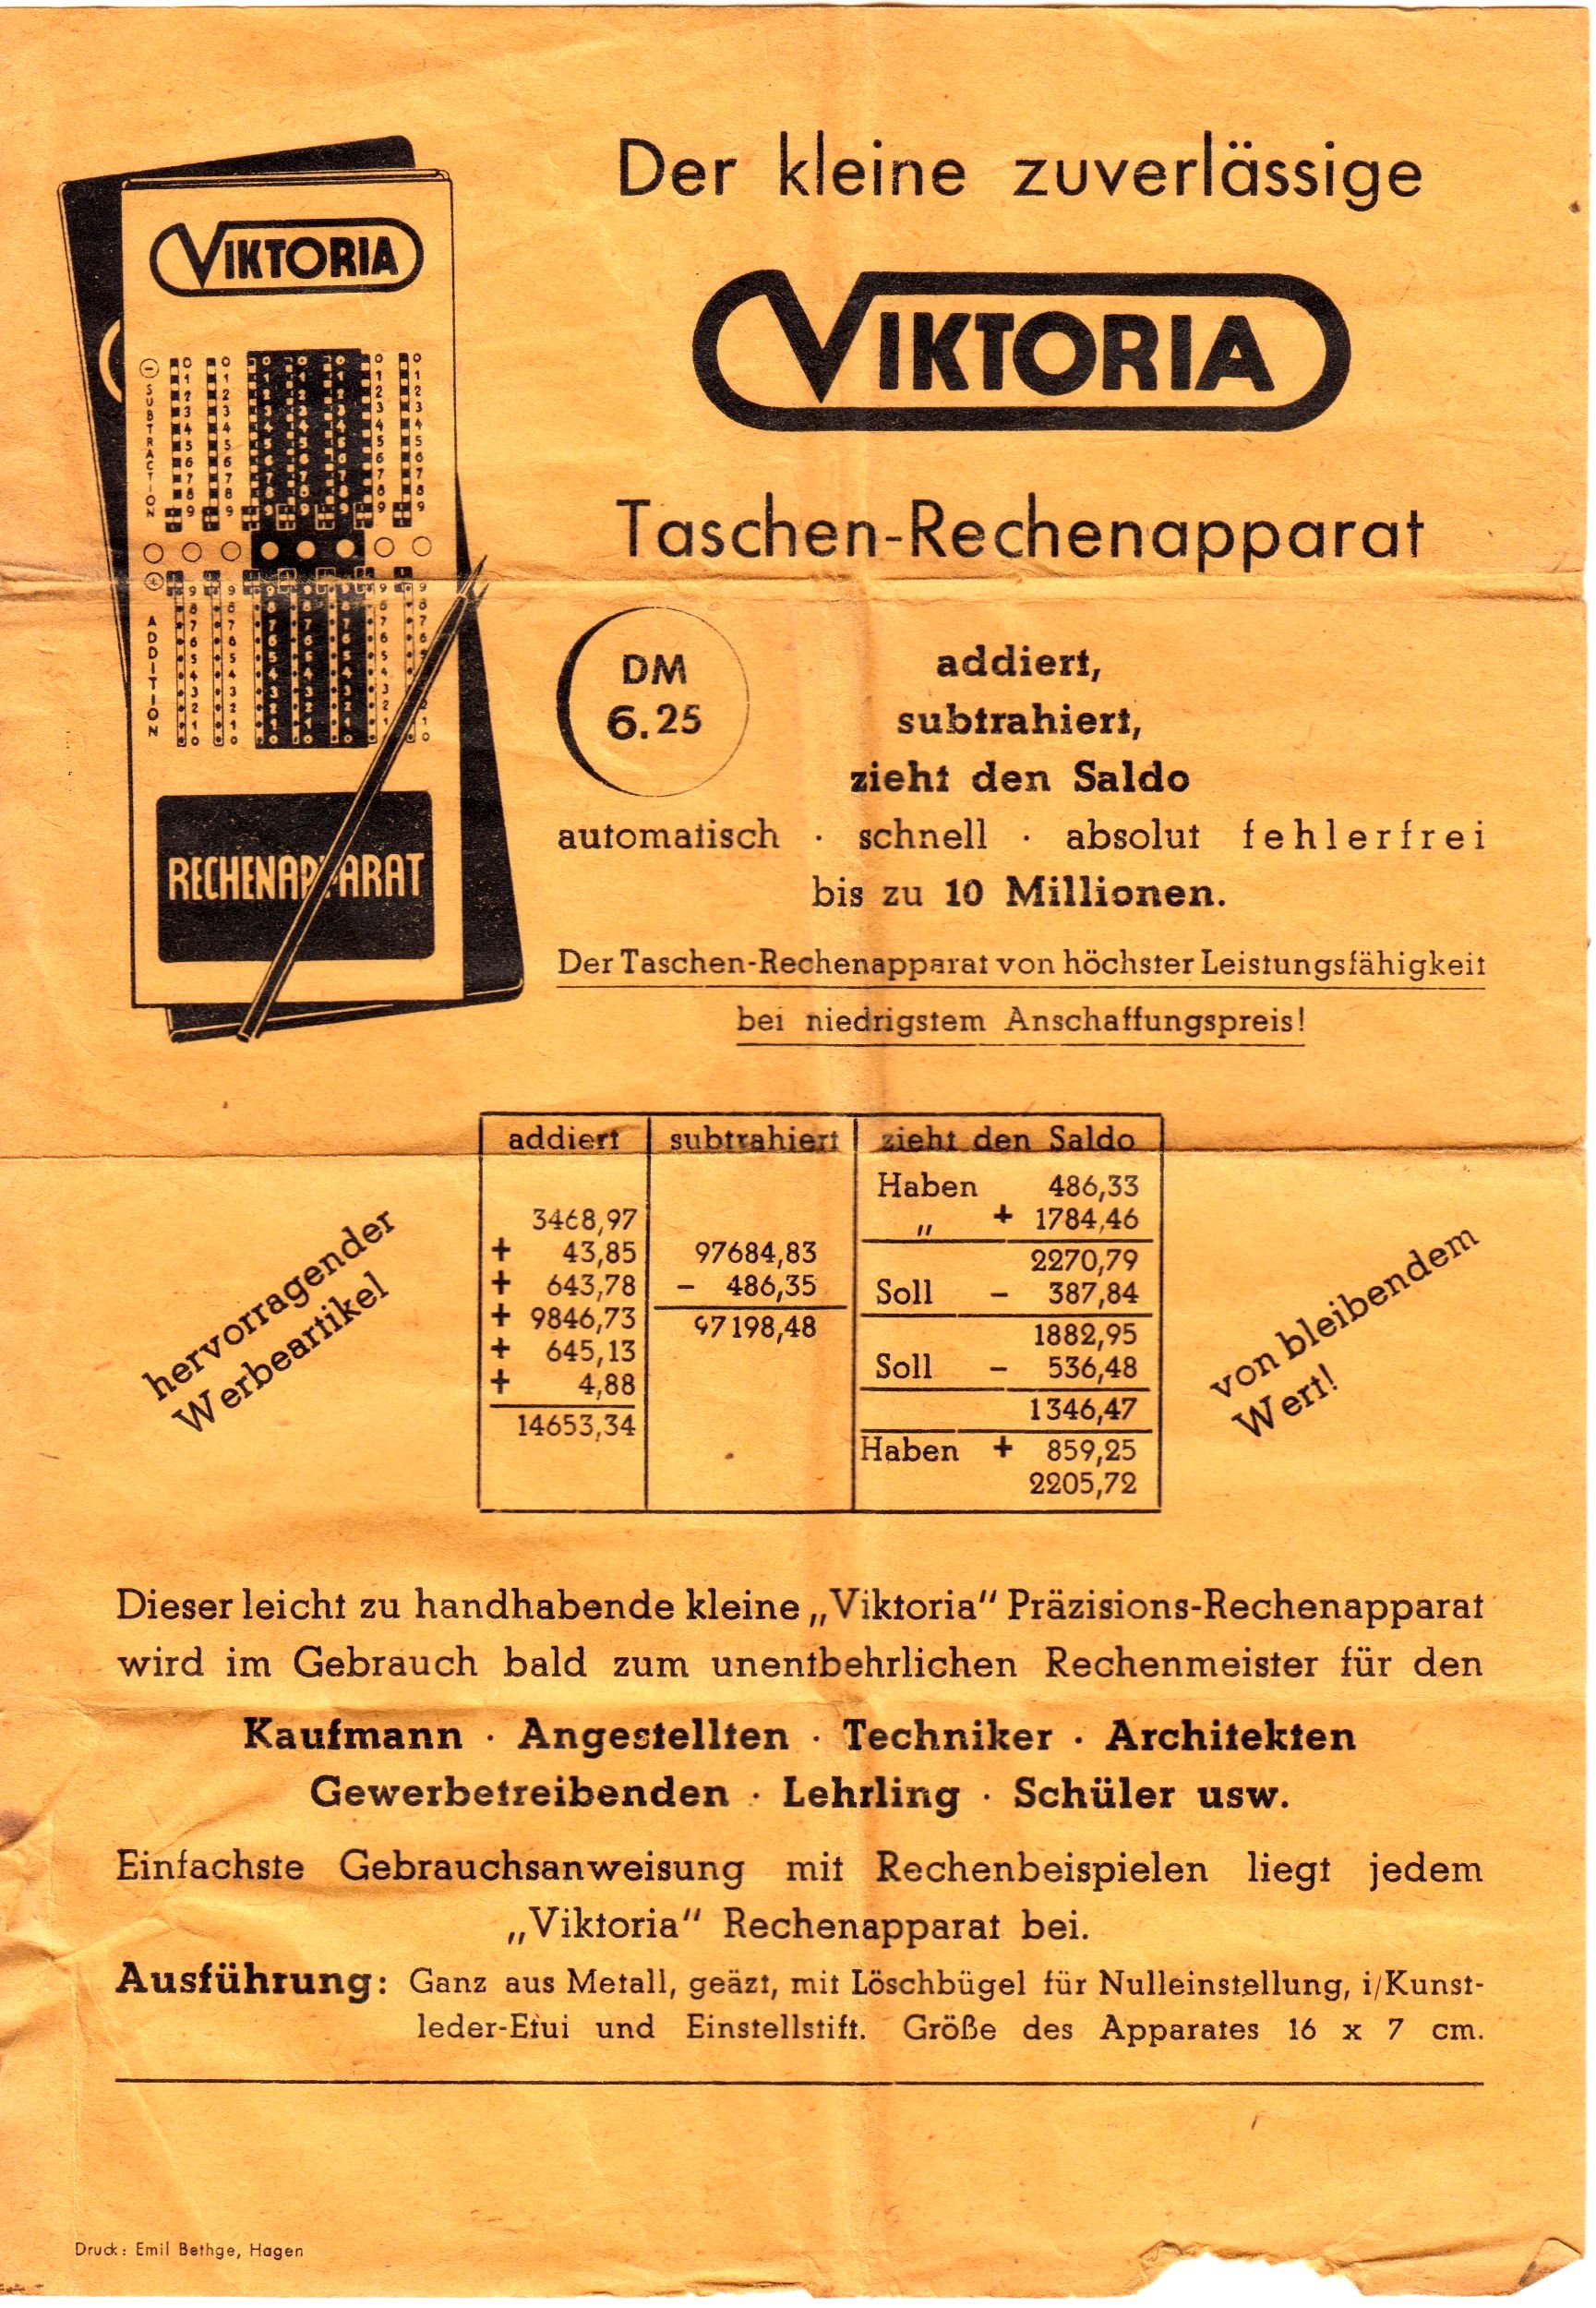 Der kleine zuverlässige
VIKTORIA
Taschen-Rechenapparat
VIKTORIA
SUBTRACTION
ADDITION
RECHENAPPARAT
DM
6.25
addiert,
subtrahiert,
zieht den Saldo
automatisch · schnell · absolut fehlerfrei
bis zu 10 Millionen.
Der Taschen-Rechenapparat von höchster Leistungsfähigkeit
bei niedrigstem Anschaffungspreis!
hervorragender
Werbeartikel
addiert
3468,97
+ 43,85
+ 643,78
+ 9846,73
+ 645,13
+ 4,88
14653,34
subtrahiert
97684,83
- 486,35
97198,48
zieht den Saldo
Haben 486,33
„ + 1784,46
2270,79
Soll - 387,84
1882,95
Soll - 536,48
1346,47
Haben + 859,25
2205,72
von bleibendem
Wert!
Dieser leicht zu handhabende kleine „Viktoria“ Präzisions-Rechenapparat
wird im Gebrauch bald zum unentbehrlichen Rechenmeister für den
Kaufmann · Angestellten · Techniker · Architekten
Gewerbetreibenden · Lehrling · Schüler usw.
Einfachste Gebrauchsanweisung mit Rechenbeispielen liegt jedem
„Viktoria“ Rechenapparat bei.
Ausführung: Ganz aus Metall, geäzt, mit Löschbügel für Nulleinstellung, i/Kunst-
leder-Etui und Einstellstift. Größe des Apparates 16 x 7 cm.
Druck: Emil Bethge, Hagen